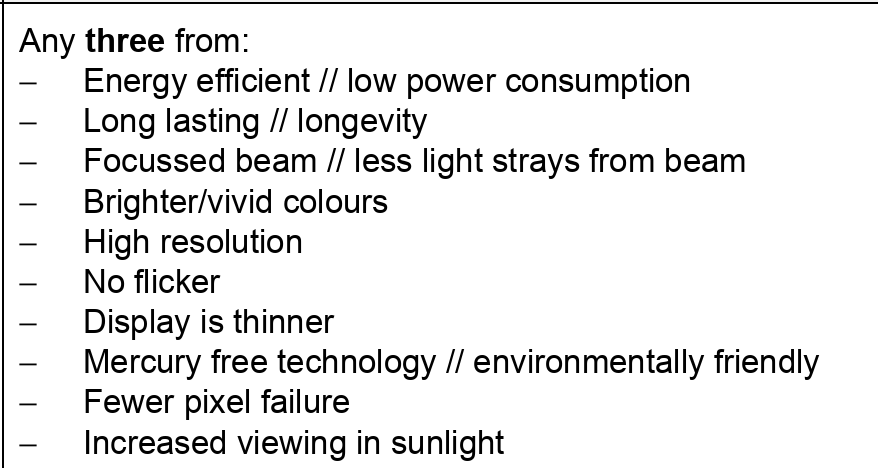 Any three from:
– Energy efficient // low power consumption
– Long lasting // longevity
– Focussed beam // less light strays from beam
– Brighter/vivid colours
– High resolution
– No flicker
– Display is thinner
– Mercury free technology // environmentally friendly
– Fewer pixel failure
– Increased viewing in sunlight